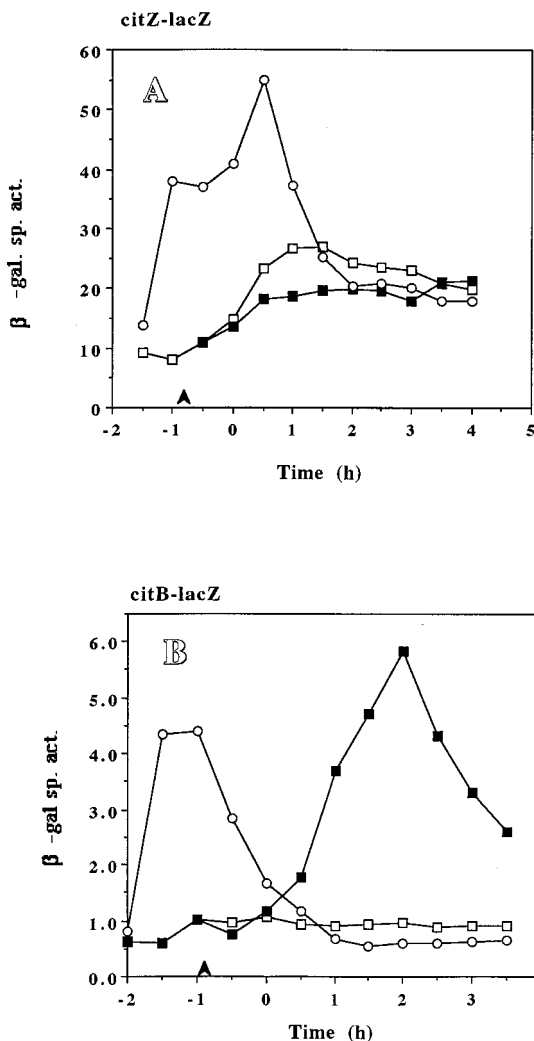 citZ-lacZ
A
60
50
40
30
20
10
0
β -gal. sp. act.
-2 -1 0 1 2 3 4 5
Time (h)
citB-lacZ
B
6.0
5.0
4.0
3.0
2.0
1.0
0.0
β -gal sp. act.
-2 -1 0 1 2 3
Time (h)